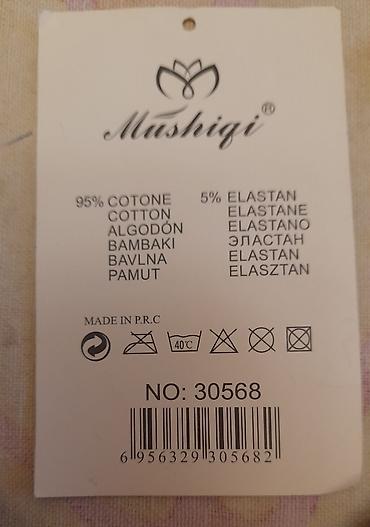 Mushiqi ®
95% COTONE 5% ELASTAN
COTTON ELASTANE
ALGODÓN ELASTANO
BAMBAKI ЭЛАСТАН
BAVLNA ELASTAN
PAMUT ELASZTAN
MADE IN P.R.C
40℃
NO: 30568
6 956329 305682